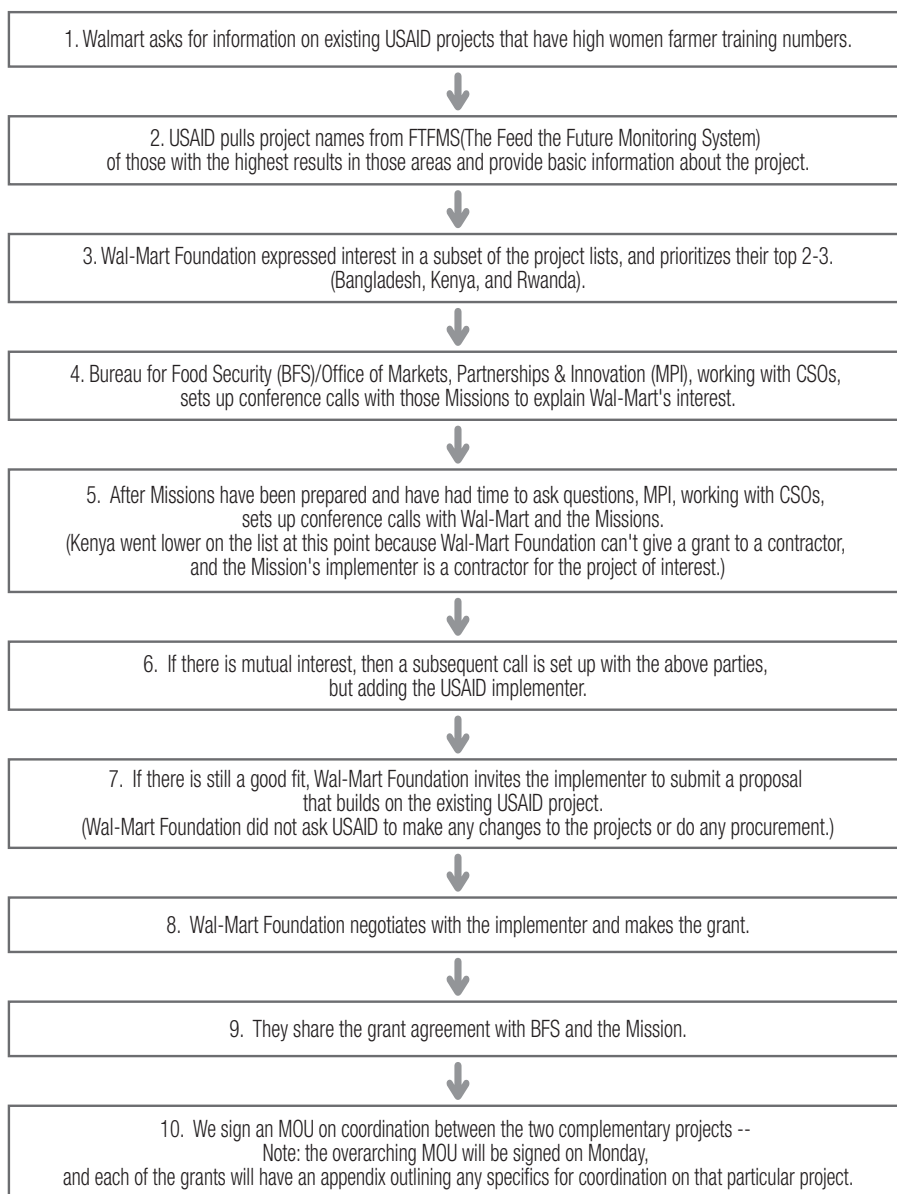 1. Walmart asks for information on existing USAID projects that have high women farmer training numbers.
2. USAID pulls project names from FTFMS(The Feed the Future Monitoring System)
of those with the highest results in those areas and provide basic information about the project.
3. Wal-Mart Foundation expressed interest in a subset of the project lists, and prioritizes their top 2-3.
(Bangladesh, Kenya, and Rwanda).
4. Bureau for Food Security (BFS)/Office of Markets, Partnerships & Innovation (MPI), working with CSOs,
sets up conference calls with those Missions to explain Wal-Mart's interest.
5. After Missions have been prepared and have had time to ask questions, MPI, working with CSOs,
sets up conference calls with Wal-Mart and the Missions.
(Kenya went lower on the list at this point because Wal-Mart Foundation can't give a grant to a contractor,
and the Mission's implementer is a contractor for the project of interest.)
6. If there is mutual interest, then a subsequent call is set up with the above parties,
but adding the USAID implementer.
7. If there is still a good fit, Wal-Mart Foundation invites the implementer to submit a proposal
that builds on the existing USAID project.
(Wal-Mart Foundation did not ask USAID to make any changes to the projects or do any procurement.)
8. Wal-Mart Foundation negotiates with the implementer and makes the grant.
9. They share the grant agreement with BFS and the Mission.
10. We sign an MOU on coordination between the two complementary projects --
Note: the overarching MOU will be signed on Monday,
and each of the grants will have an appendix outlining any specifics for coordination on that particular project.